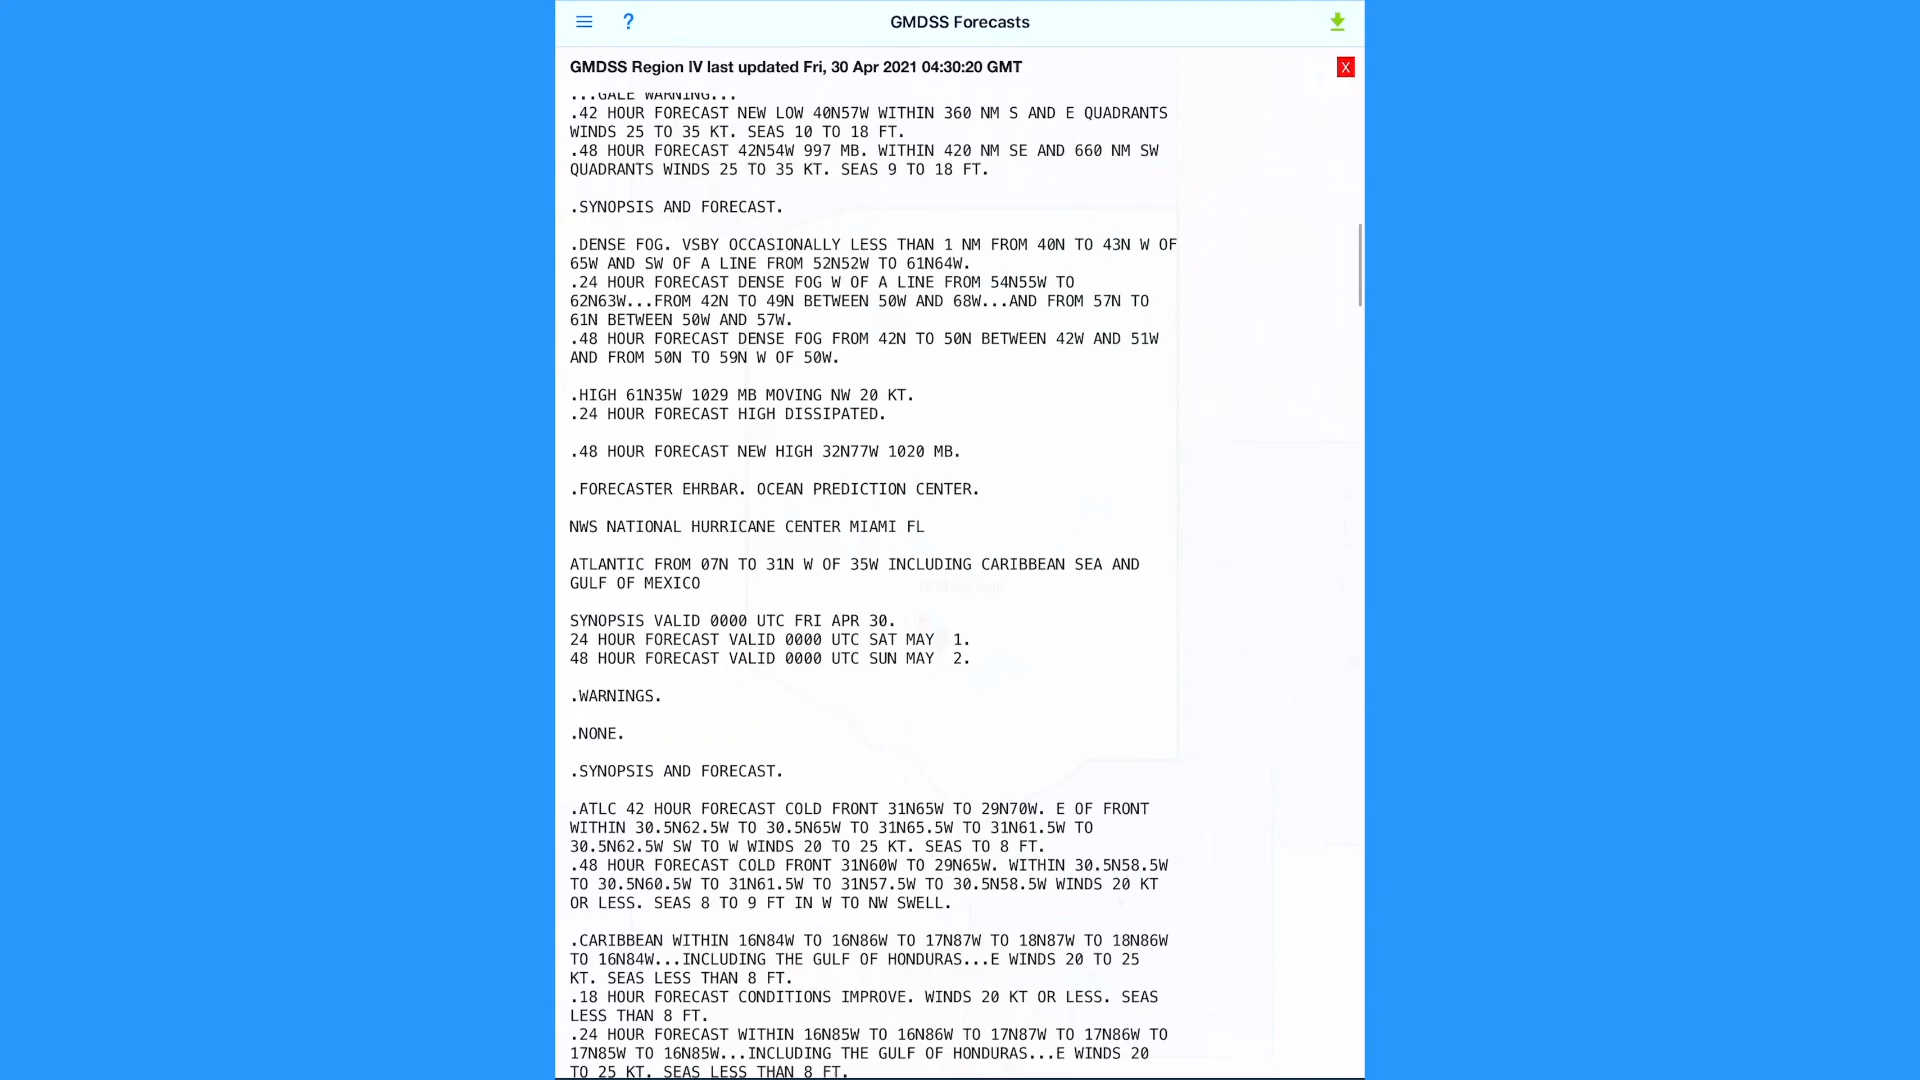 ?
GMDSS Forecasts
GMDSS Region IV last updated Fri, 30 Apr 2021 04:30:20 GMT
X
...GALE WARNING...
.42 HOUR FORECAST NEW LOW 40N57W WITHIN 360 NM S AND E QUADRANTS
WINDS 25 TO 35 KT. SEAS 10 TO 18 FT.
.48 HOUR FORECAST 42N54W 997 MB. WITHIN 420 NM SE AND 660 NM SW
QUADRANTS WINDS 25 TO 35 KT. SEAS 9 TO 18 FT.
.SYNOPSIS AND FORECAST.
.DENSE FOG. VSBY OCCASIONALLY LESS THAN 1 NM FROM 40N TO 43N W OF
65W AND SW OF A LINE FROM 52N52W TO 61N64W.
.24 HOUR FORECAST DENSE FOG W OF A LINE FROM 54N55W TO
62N63W...FROM 42N TO 49N BETWEEN 50W AND 68W...AND FROM 57N TO
61N BETWEEN 50W AND 57W.
.48 HOUR FORECAST DENSE FOG FROM 42N TO 50N BETWEEN 42W AND 51W
AND FROM 50N TO 59N W OF 50W.
.HIGH 61N35W 1029 MB MOVING NW 20 KT.
.24 HOUR FORECAST HIGH DISSIPATED.
.48 HOUR FORECAST NEW HIGH 32N77W 1020 MB.
.FORECASTER EHRBAR. OCEAN PREDICTION CENTER.
NWS NATIONAL HURRICANE CENTER MIAMI FL
ATLANTIC FROM 07N TO 31N W OF 35W INCLUDING CARIBBEAN SEA AND
GULF OF MEXICO
SYNOPSIS VALID 0000 UTC FRI APR 30.
24 HOUR FORECAST VALID 0000 UTC SAT MAY  1.
48 HOUR FORECAST VALID 0000 UTC SUN MAY  2.
.WARNINGS.
.NONE.
.SYNOPSIS AND FORECAST.
.ATLC 42 HOUR FORECAST COLD FRONT 31N65W TO 29N70W. E OF FRONT
WITHIN 30.5N62.5W TO 30.5N65W TO 31N65.5W TO 31N61.5W TO
30.5N62.5W SW TO W WINDS 20 TO 25 KT. SEAS TO 8 FT.
.48 HOUR FORECAST COLD FRONT 31N60W TO 29N65W. WITHIN 30.5N58.5W
TO 30.5N60.5W TO 31N61.5W TO 31N57.5W TO 30.5N58.5W WINDS 20 KT
OR LESS. SEAS 8 TO 9 FT IN W TO NW SWELL.
.CARIBBEAN WITHIN 16N84W TO 16N86W TO 17N87W TO 18N87W TO 18N86W
TO 16N84W...INCLUDING THE GULF OF HONDURAS...E WINDS 20 TO 25
KT. SEAS LESS THAN 8 FT.
.18 HOUR FORECAST CONDITIONS IMPROVE. WINDS 20 KT OR LESS. SEAS
LESS THAN 8 FT.
.24 HOUR FORECAST WITHIN 16N85W TO 16N86W TO 17N87W TO 17N86W TO
17N85W TO 16N85W...INCLUDING THE GULF OF HONDURAS...E WINDS 20
TO 25 KT. SEAS LESS THAN 8 FT.